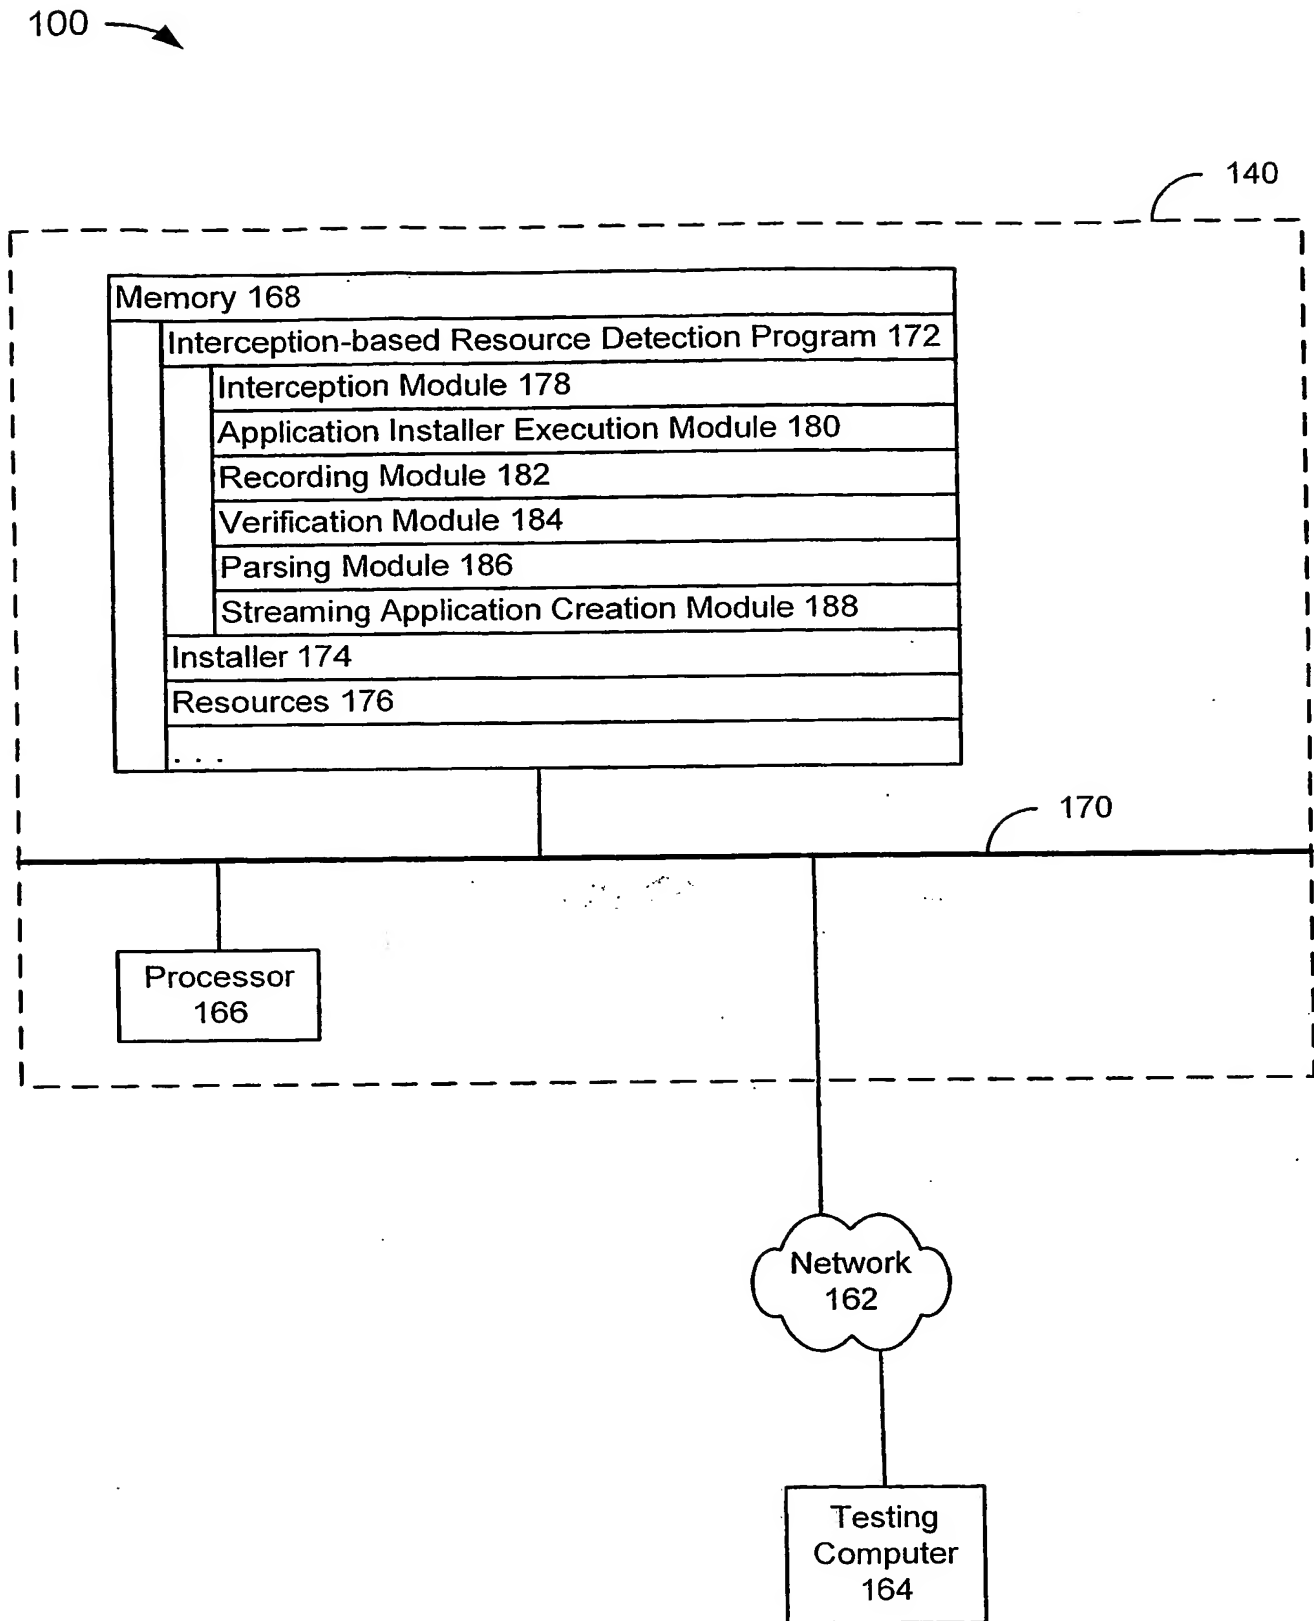 100
140
Memory 168
Interception-based Resource Detection Program 172
Interception Module 178
Application Installer Execution Module 180
Recording Module 182
Verification Module 184
Parsing Module 186
Streaming Application Creation Module 188
Installer 174
Resources 176
. . .
170
Processor
166
Network
162
Testing
Computer
164